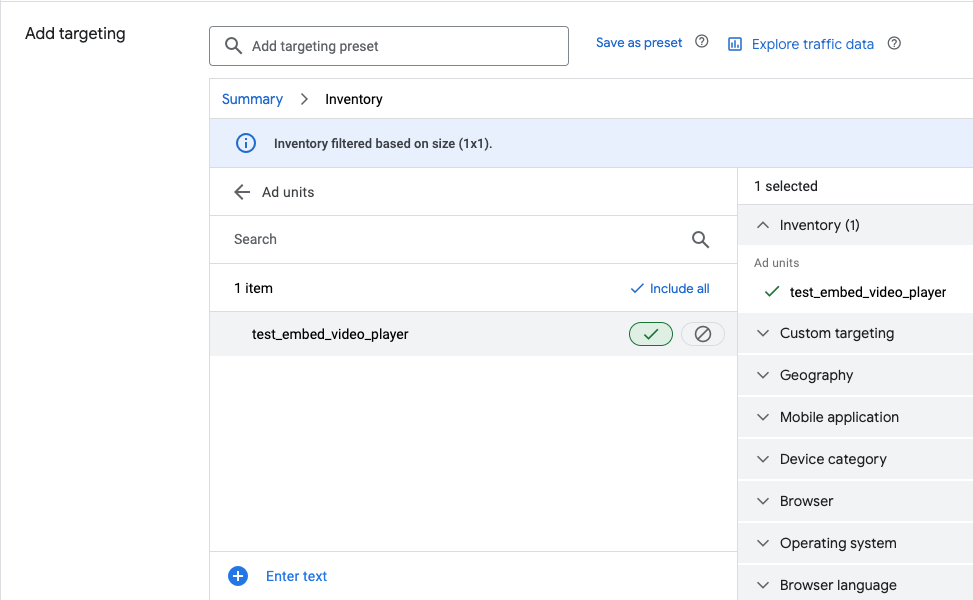 Add targeting
Add targeting preset
Save as preset
Explore traffic data
Summary
Inventory
Inventory filtered based on size (1x1).
Ad units
Search
1 item
Include all
test_embed_video_player
Enter text
1 selected
Inventory (1)
Ad units
test_embed_video_player
Custom targeting
Geography
Mobile application
Device category
Browser
Operating system
Browser language